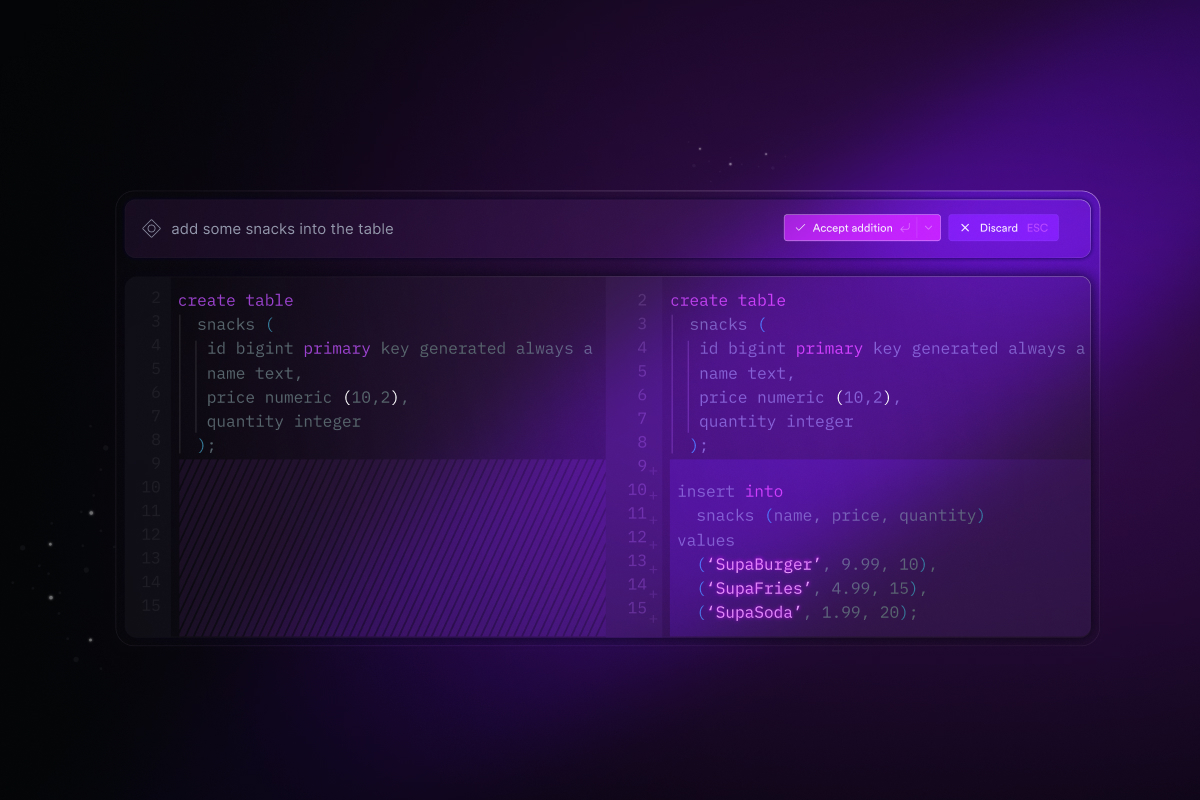 add some snacks into the table
Accept addition
Discard ESC
2 create table
3 snacks (
4 id bigint primary key generated always a
5 name text,
6 price numeric (10,2),
7 quantity integer
8 );
9
10
11
12
13
14
15
2 create table
3 snacks (
4 id bigint primary key generated always a
5 name text,
6 price numeric (10,2),
7 quantity integer
8 );
9 +
10 + insert into
11 + snacks (name, price, quantity)
12 + values
13 + (‘SupaBurger’, 9.99, 10),
14 + (‘SupaFries’, 4.99, 15),
15 + (‘SupaSoda’, 1.99, 20);